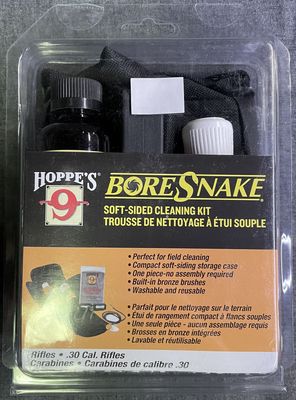 HOPPE'S
9
BORESNAKE
SOFT-SIDED CLEANING KIT
TROUSSE DE NETTOYAGE À ÉTUI SOUPLE
• Perfect for field cleaning
• Compact soft-siding storage case
• One piece-no assembly required
• Built-in bronze brushes
• Washable and reusable
• Parfait pour le nettoyage sur le terrain
• Étui de rangement compact à flancs souples
• Une seule pièce - aucun assemblage requis
• Brosses en bronze intégrées
• Lavable et réutilisable
Rifles • .30 Cal. Rifles
Carabines • Carabines de calibre .30